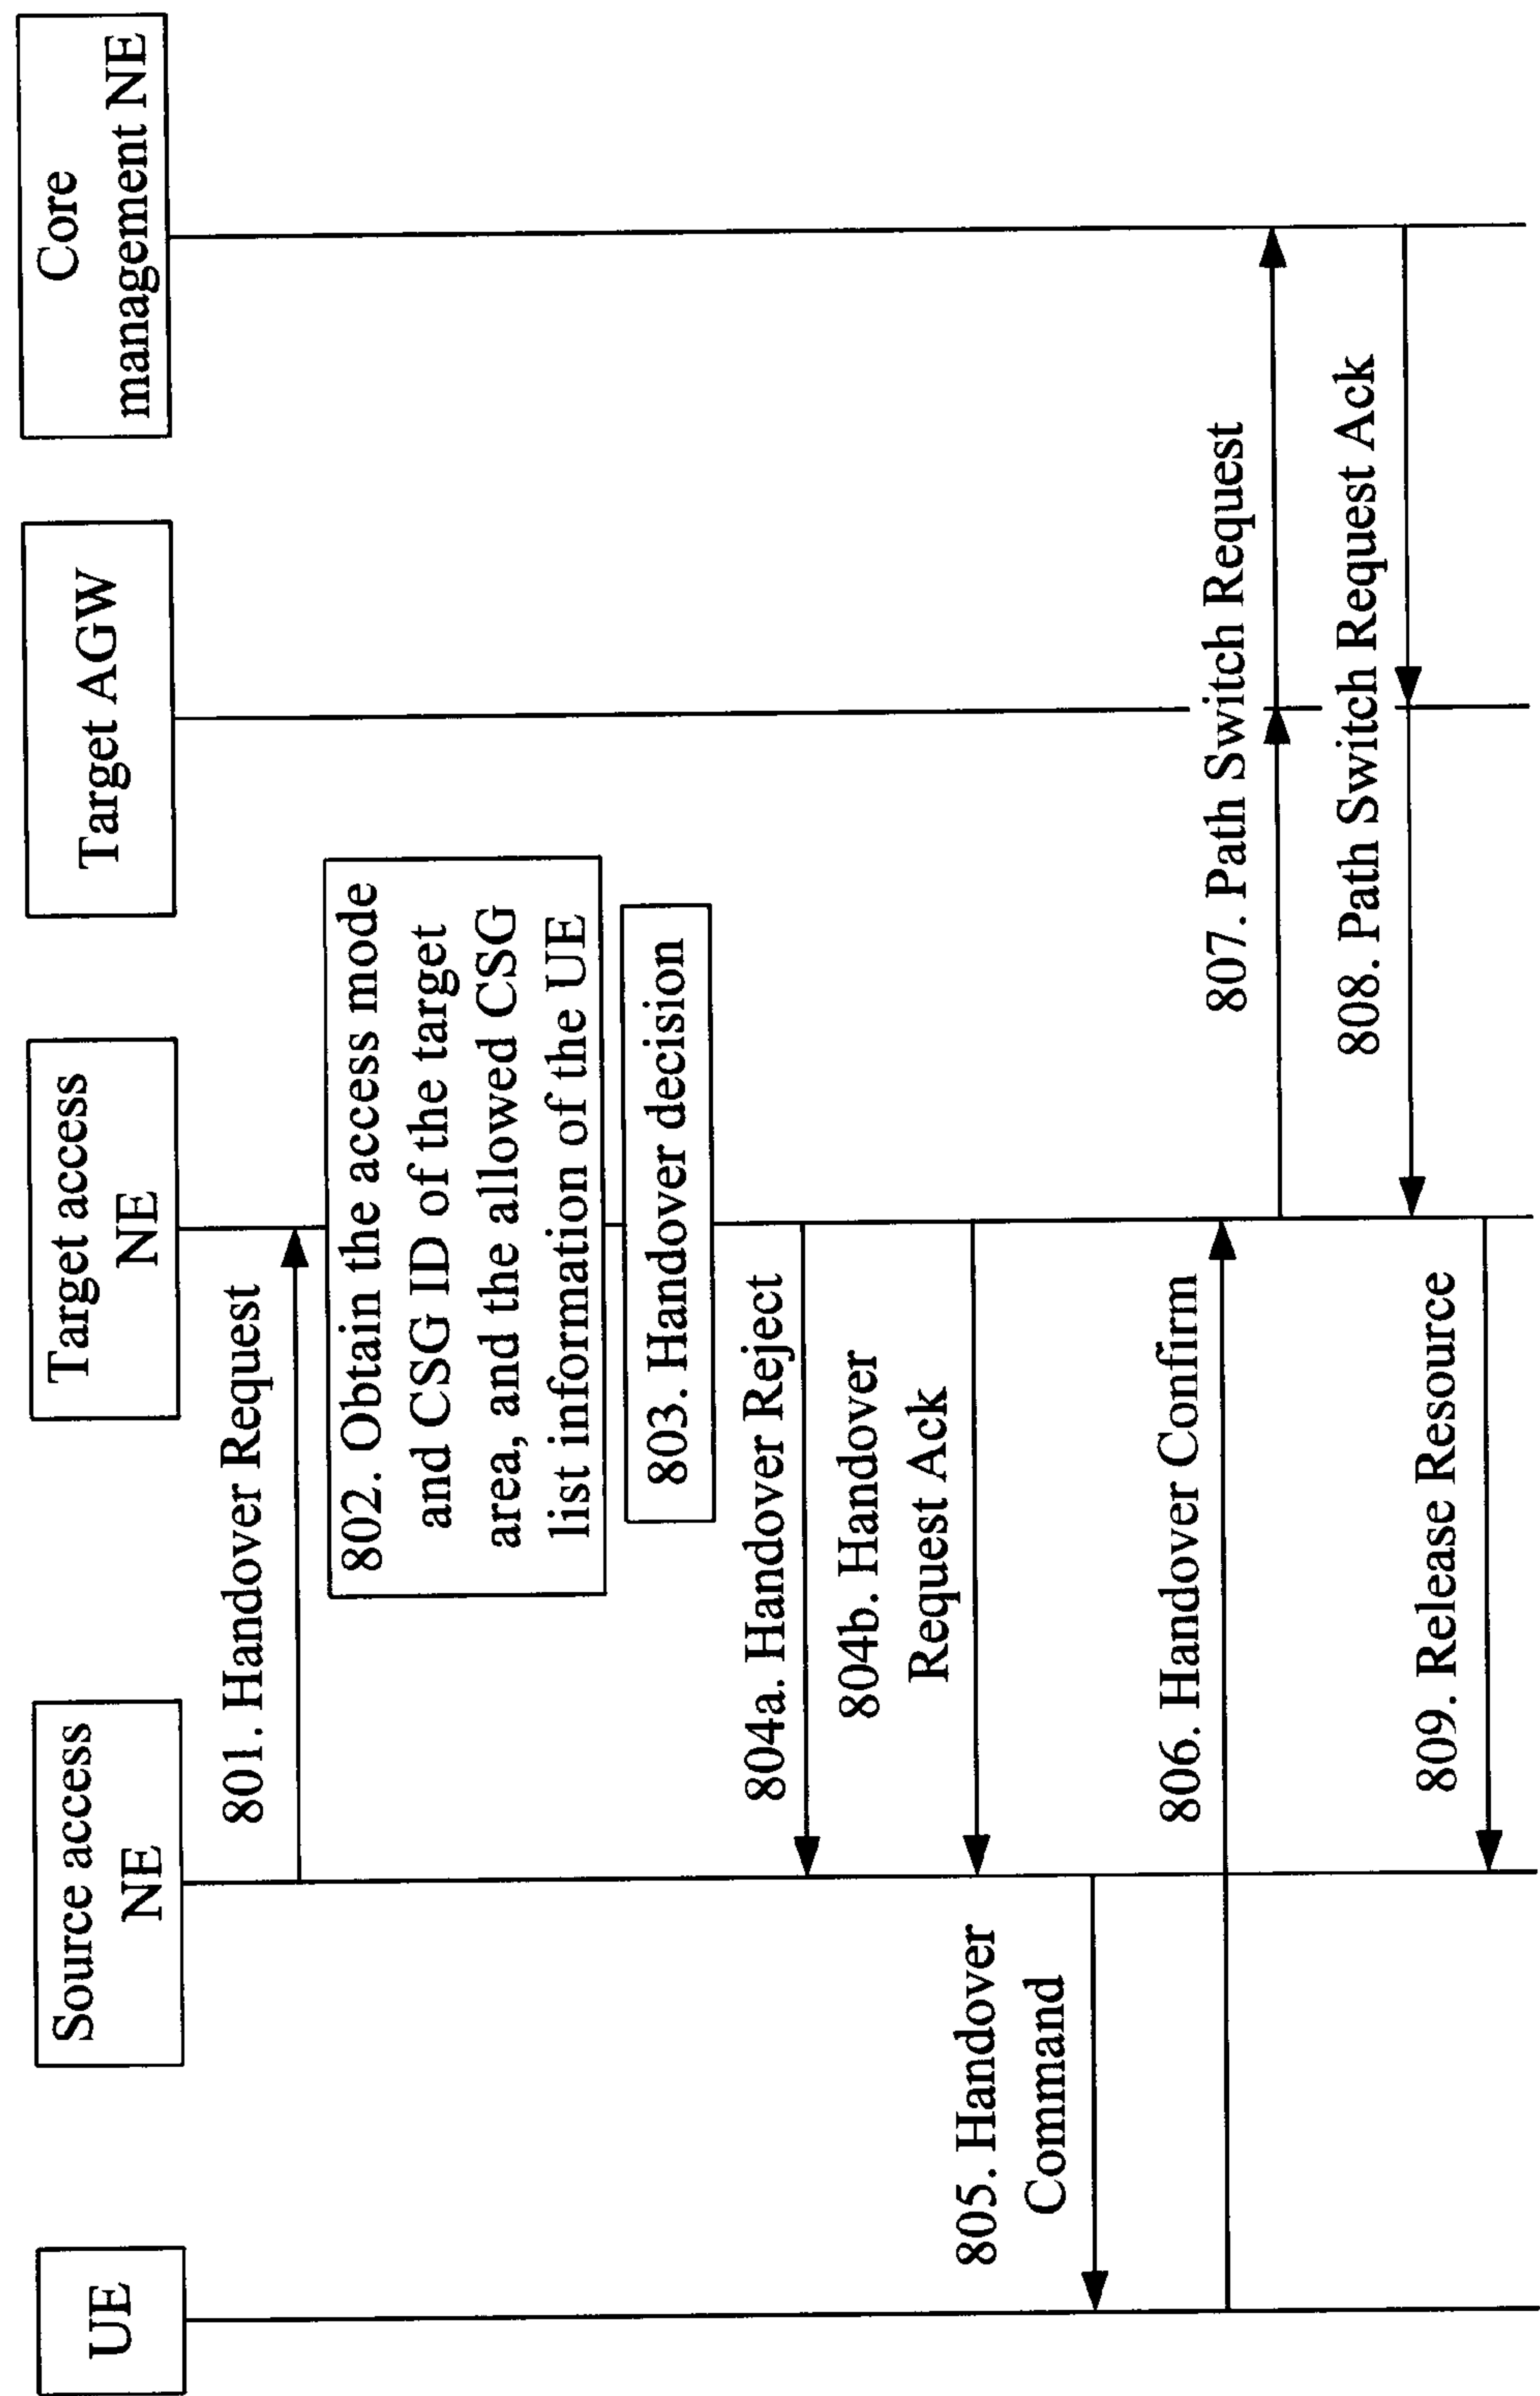 UE
Source access
NE
Target access
NE
Target AGW
Core
management NE
801. Handover Request
802. Obtain the access mode
and CSG ID of the target
area, and the allowed CSG
list information of the UE
803. Handover decision
804a. Handover Reject
804b. Handover
Request Ack
805. Handover
Command
806. Handover Confirm
807. Path Switch Request
808. Path Switch Request Ack
809. Release Resource